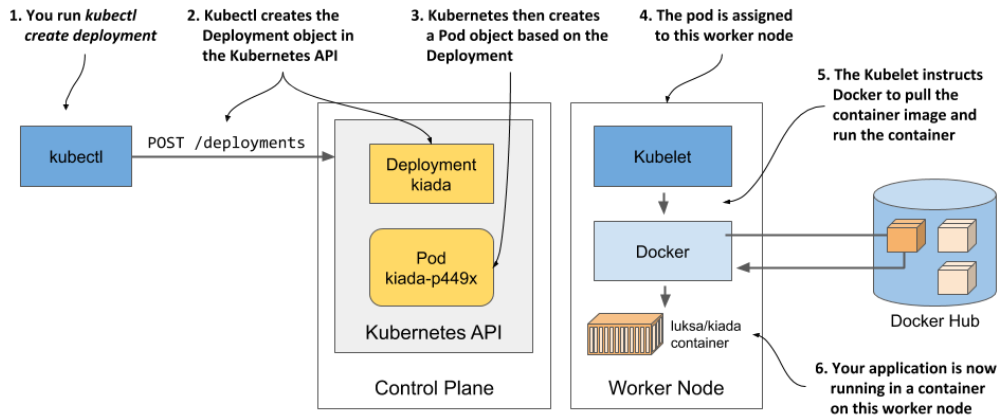 1. You run kubectl
create deployment
2. Kubectl creates the
Deployment object in
the Kubernetes API
3. Kubernetes then creates
a Pod object based on the
Deployment
4. The pod is assigned
to this worker node
5. The Kubelet instructs
Docker to pull the
container image and
run the container
kubectl
POST /deployments
Deployment
kiada
Pod
kiada-p449x
Kubernetes API
Control Plane
Kubelet
Docker
luksa/kiada
container
Worker Node
Docker Hub
6. Your application is now
running in a container
on this worker node